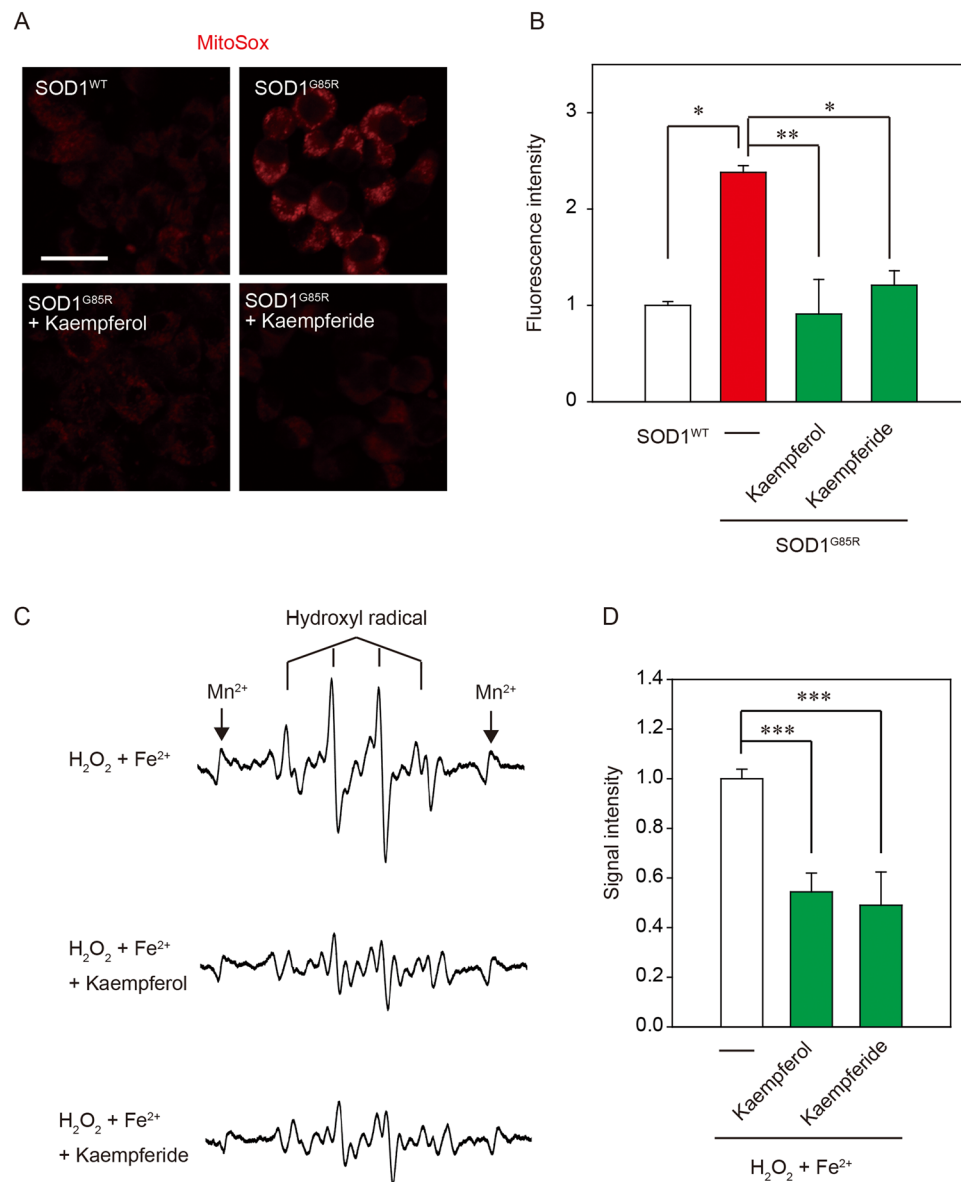 A
MitoSox
SOD1ᵂᵀ
SOD1ᴳ⁸⁵ᴿ
SOD1ᴳ⁸⁵ᴿ
+ Kaempferol
SOD1ᴳ⁸⁵ᴿ
+ Kaempferide
B
Fluorescence intensity
3
2
1
0
*
**
*
SOD1ᵂᵀ
—
Kaempferol
Kaempferide
SOD1ᴳ⁸⁵ᴿ
C
Hydroxyl radical
Mn²⁺
Mn²⁺
H₂O₂ + Fe²⁺
H₂O₂ + Fe²⁺
+ Kaempferol
H₂O₂ + Fe²⁺
+ Kaempferide
D
Signal intensity
1.4
1.2
1.0
0.8
0.6
0.4
0.2
0.0
***
***
—
Kaempferol
Kaempferide
H₂O₂ + Fe²⁺